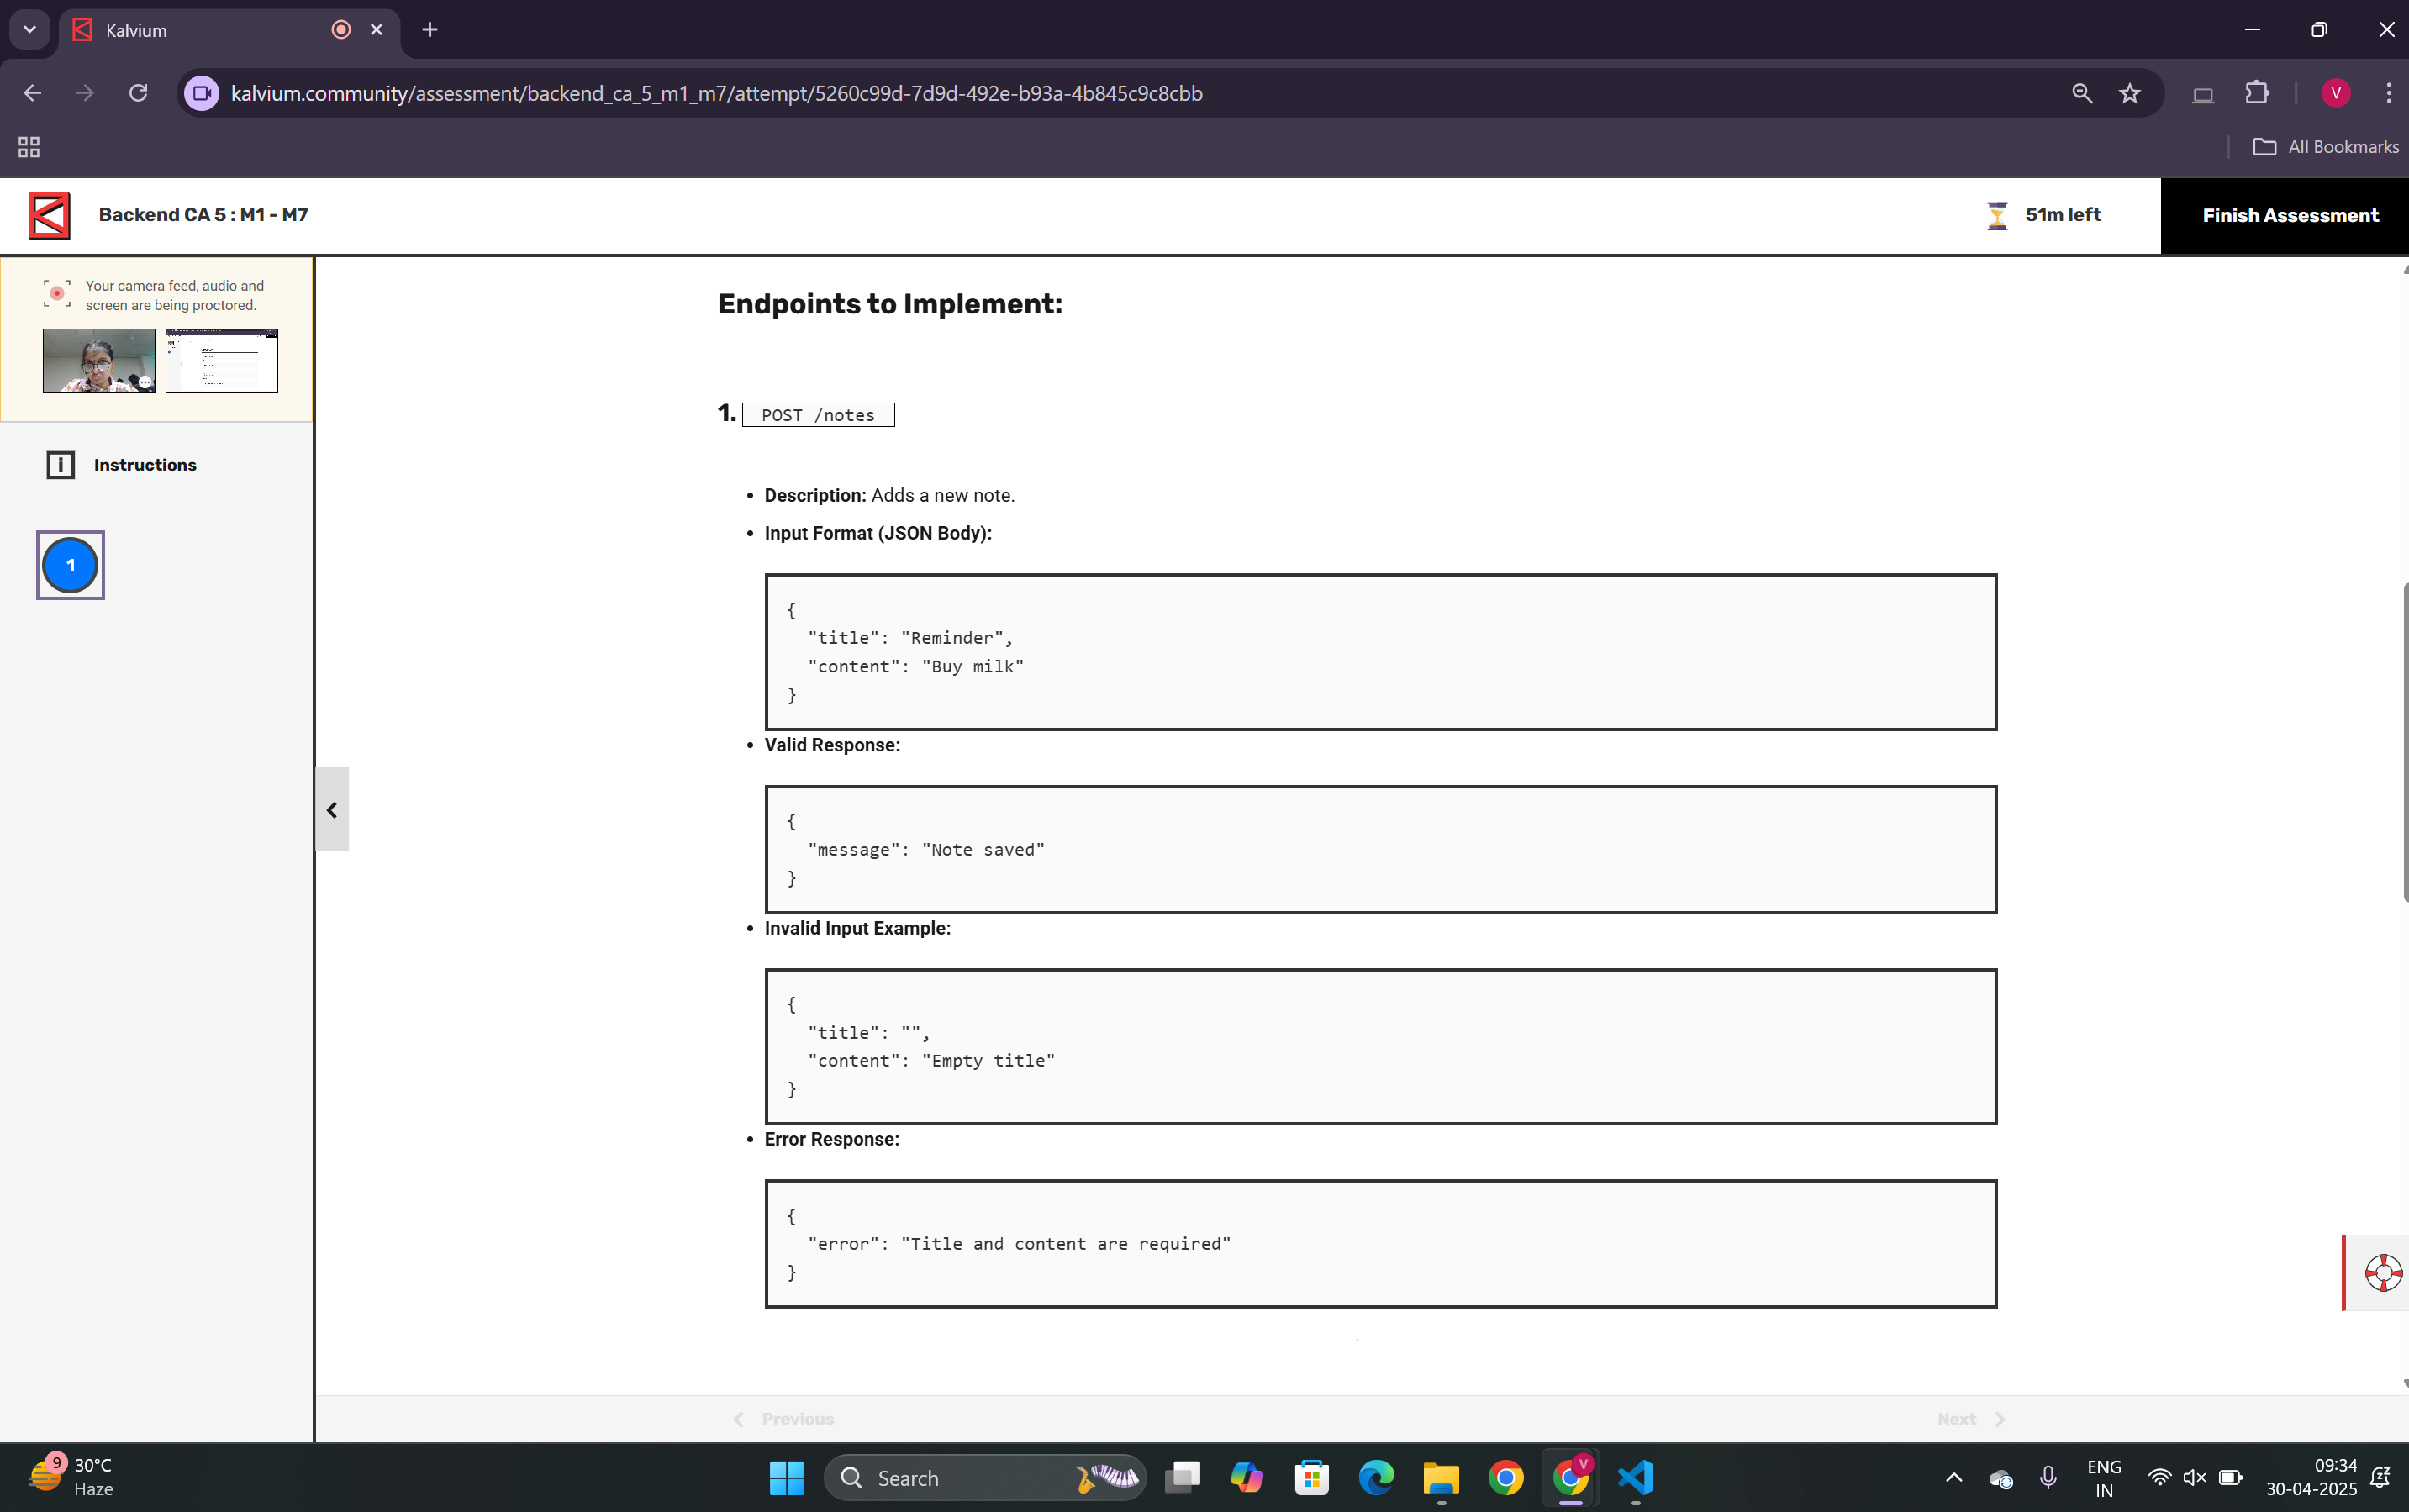 Kalvium
kalvium.community/assessment/backend_ca_5_m1_m7/attempt/5260c99d-7d9d-492e-b93a-4b845c9c8cbb
V
All Bookmarks
Backend CA 5 : M1 - M7
51m left
Finish Assessment
Your camera feed, audio and
screen are being proctored.
Instructions
1
Endpoints to Implement:
1. POST /notes
• Description: Adds a new note.
• Input Format (JSON Body):
{
"title": "Reminder",
"content": "Buy milk"
}
• Valid Response:
{
"message": "Note saved"
}
• Invalid Input Example:
{
"title": "",
"content": "Empty title"
}
• Error Response:
{
"error": "Title and content are required"
}
Previous
Next
9
30°C
Haze
Search
V
ENG
IN
09:34
30-04-2025